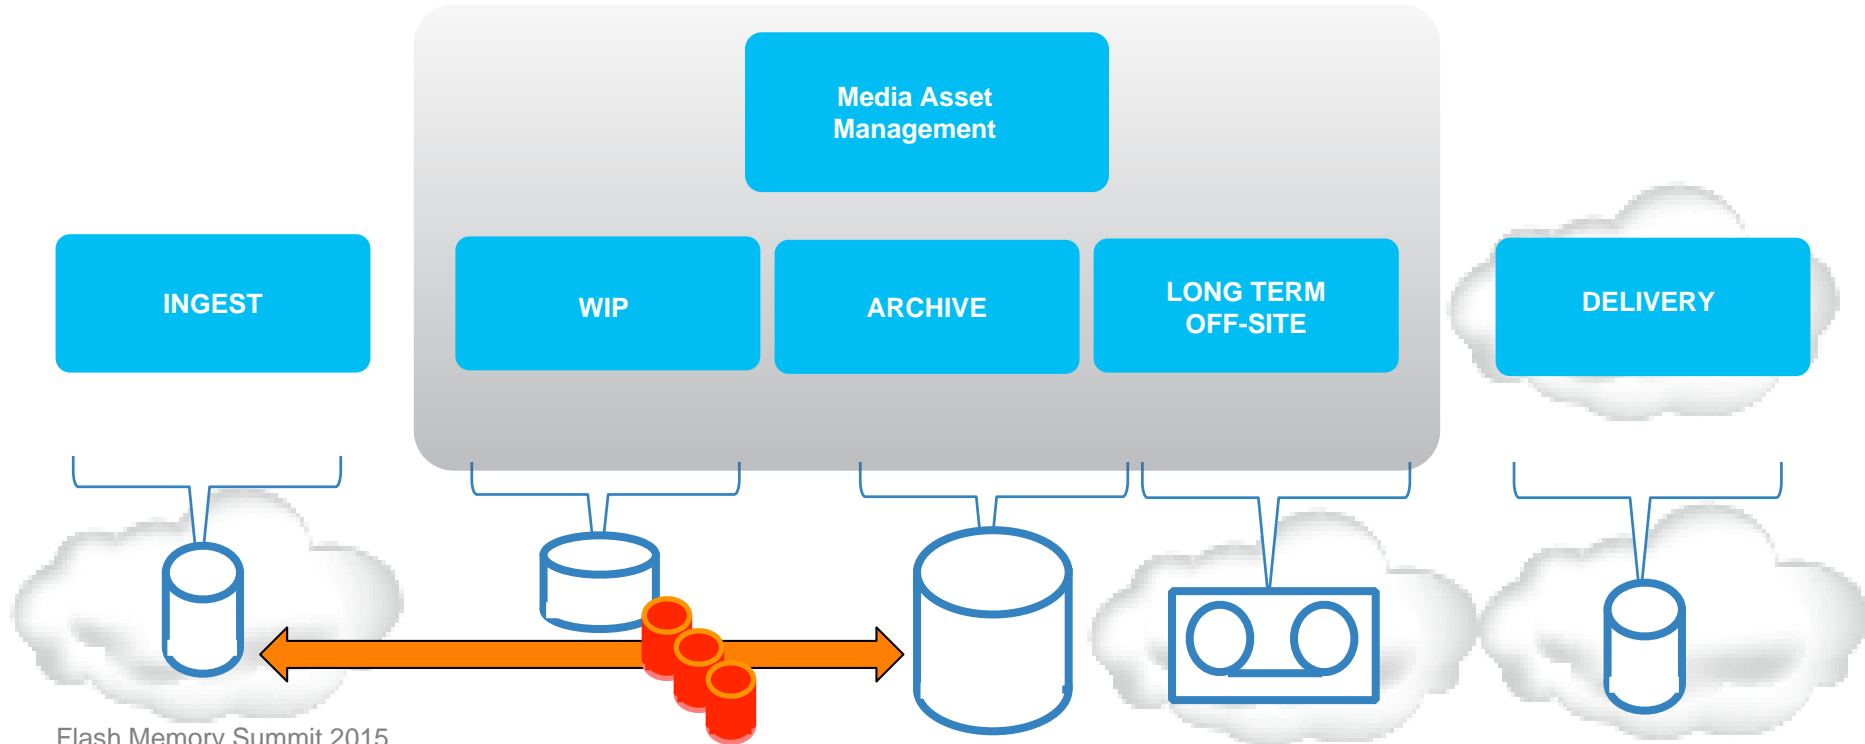 Media Asset
Management
INGEST
WIP
ARCHIVE
LONG TERM
OFF-SITE
DELIVERY
Flash Memory Summit 2015